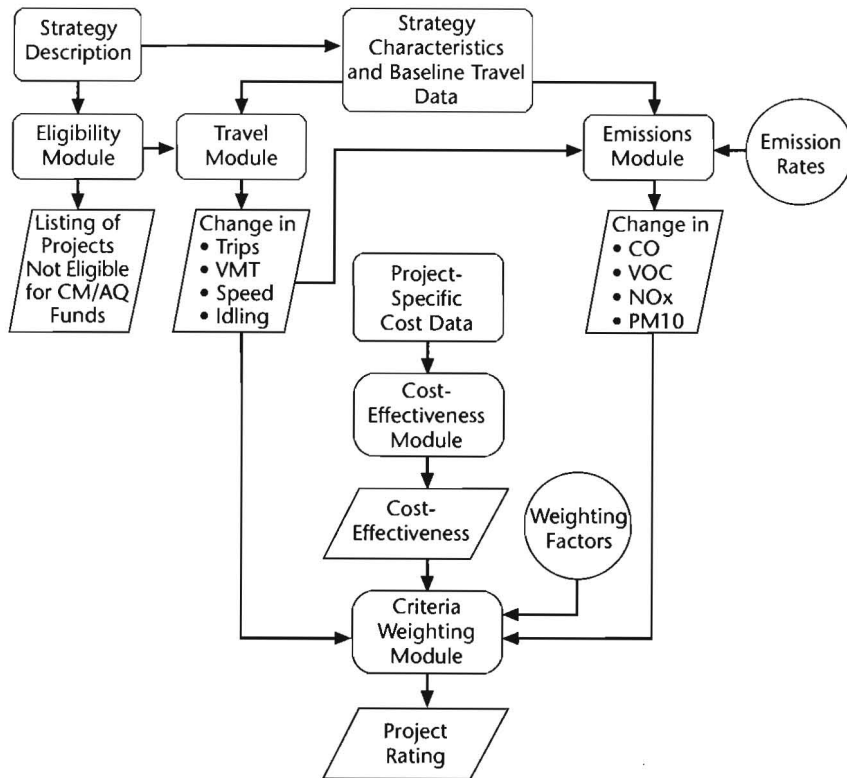 Strategy
Description
Strategy
Characteristics
and Baseline Travel
Data
Eligibility
Module
Travel
Module
Emissions
Module
Emission
Rates
Listing of
Projects
Not Eligible
for CM/AQ
Funds
Change in
• Trips
• VMT
• Speed
• Idling
Project-
Specific
Cost Data
Change in
• CO
• VOC
• NOx
• PM10
Cost-
Effectiveness
Module
Cost-
Effectiveness
Weighting
Factors
Criteria
Weighting
Module
Project
Rating